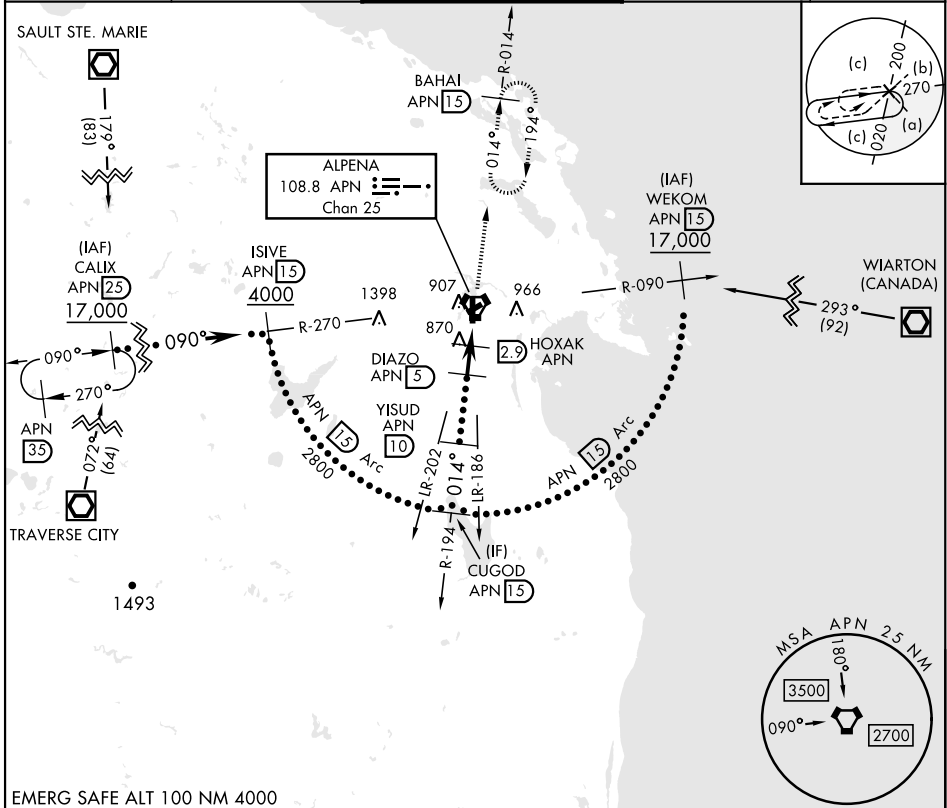 SAULT STE. MARIE
179°
(83)
BAHAI
APN 15
R-014
014°
194°
(c)
200
(b)
270
(c)
020
(a)
ALPENA
108.8 APN
Chan 25
(IAF)
WEKOM
APN 15
17,000
(IAF)
CALIX
APN 25
17,000
ISIVE
APN 15
4000
1398
907
966
R-090
WIARTON
(CANADA)
293°
(92)
090°
R-270
870
2.9 HOXAK
APN
090°
270°
DIAZO
APN 5
APN
35
YISUD
APN
10
072°
(64)
APN 15 Arc
2800
APN 15 Arc
2800
LR-202
014°
LR-186
TRAVERSE CITY
R-194
(IF)
CUGOD
APN 15
1493
MSA APN 25 NM
180°
3500
090°
2700
EMERG SAFE ALT 100 NM 4000